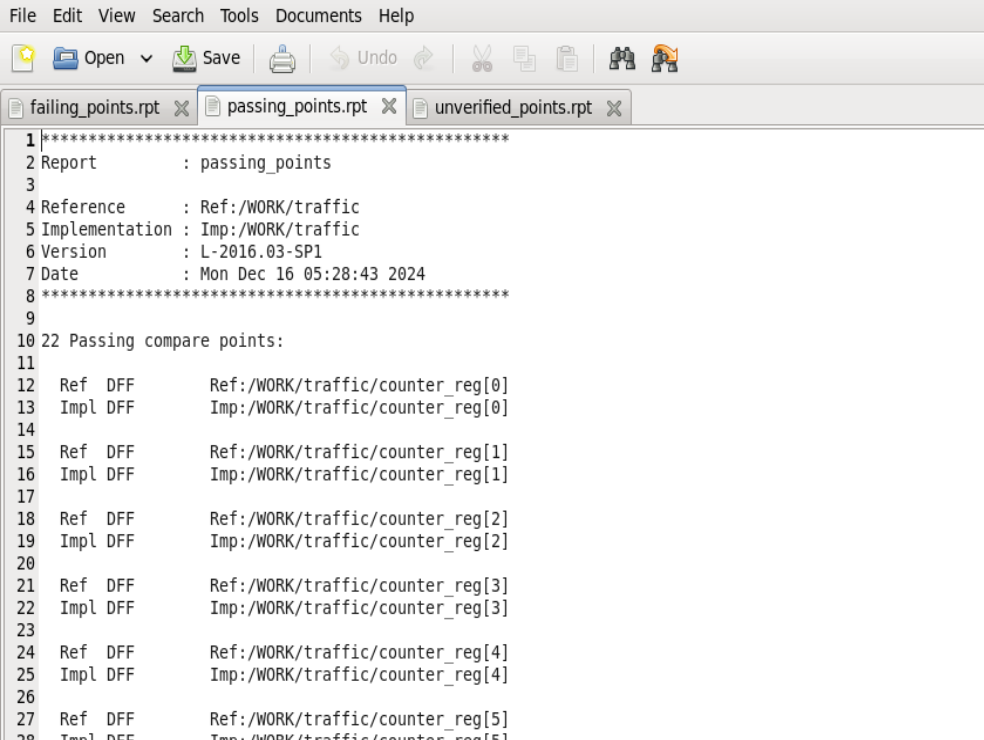 File Edit View Search Tools Documents Help
Open Save Undo
failing_points.rpt passing_points.rpt unverified_points.rpt
1 **************************************************
2 Report         : passing_points
3
4 Reference      : Ref:/WORK/traffic
5 Implementation : Imp:/WORK/traffic
6 Version        : L-2016.03-SP1
7 Date           : Mon Dec 16 05:28:43 2024
8 **************************************************
9
10 22 Passing compare points:
11
12   Ref  DFF        Ref:/WORK/traffic/counter_reg[0]
13   Impl DFF        Imp:/WORK/traffic/counter_reg[0]
14
15   Ref  DFF        Ref:/WORK/traffic/counter_reg[1]
16   Impl DFF        Imp:/WORK/traffic/counter_reg[1]
17
18   Ref  DFF        Ref:/WORK/traffic/counter_reg[2]
19   Impl DFF        Imp:/WORK/traffic/counter_reg[2]
20
21   Ref  DFF        Ref:/WORK/traffic/counter_reg[3]
22   Impl DFF        Imp:/WORK/traffic/counter_reg[3]
23
24   Ref  DFF        Ref:/WORK/traffic/counter_reg[4]
25   Impl DFF        Imp:/WORK/traffic/counter_reg[4]
26
27   Ref  DFF        Ref:/WORK/traffic/counter_reg[5]
28   Impl DFF        Imp:/WORK/traffic/counter_reg[5]